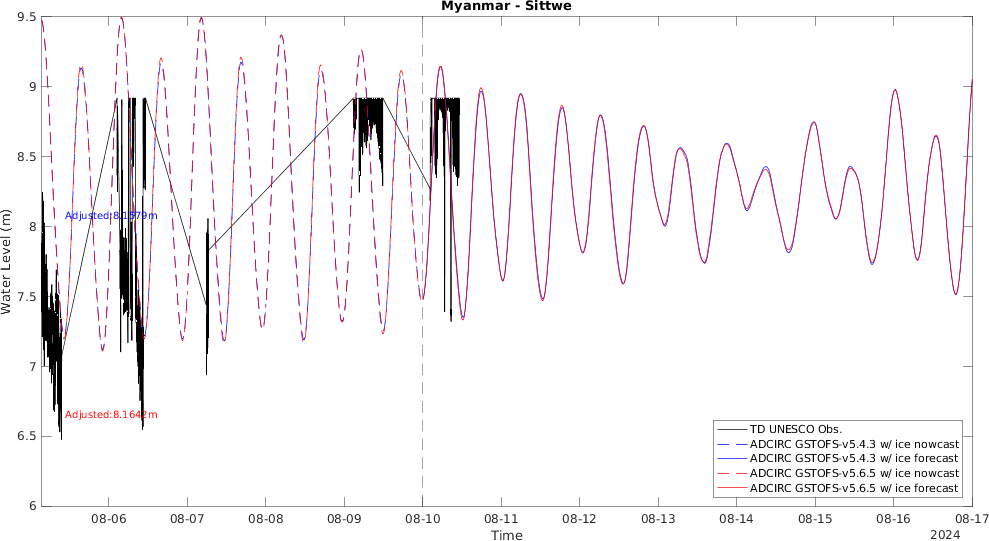 Myanmar - Sittwe
9.5
9
8.5
8
7.5
7
6.5
6
Water Level (m)
Adjusted:8.1579m
Adjusted:8.1642m
TD UNESCO Obs.
ADCIRC GSTOFS-v5.4.3 w/ ice nowcast
ADCIRC GSTOFS-v5.4.3 w/ ice forecast
ADCIRC GSTOFS-v5.6.5 w/ ice nowcast
ADCIRC GSTOFS-v5.6.5 w/ ice forecast
08-06 08-07 08-08 08-09 08-10 08-11 08-12 08-13 08-14 08-15 08-16 08-17
Time
2024